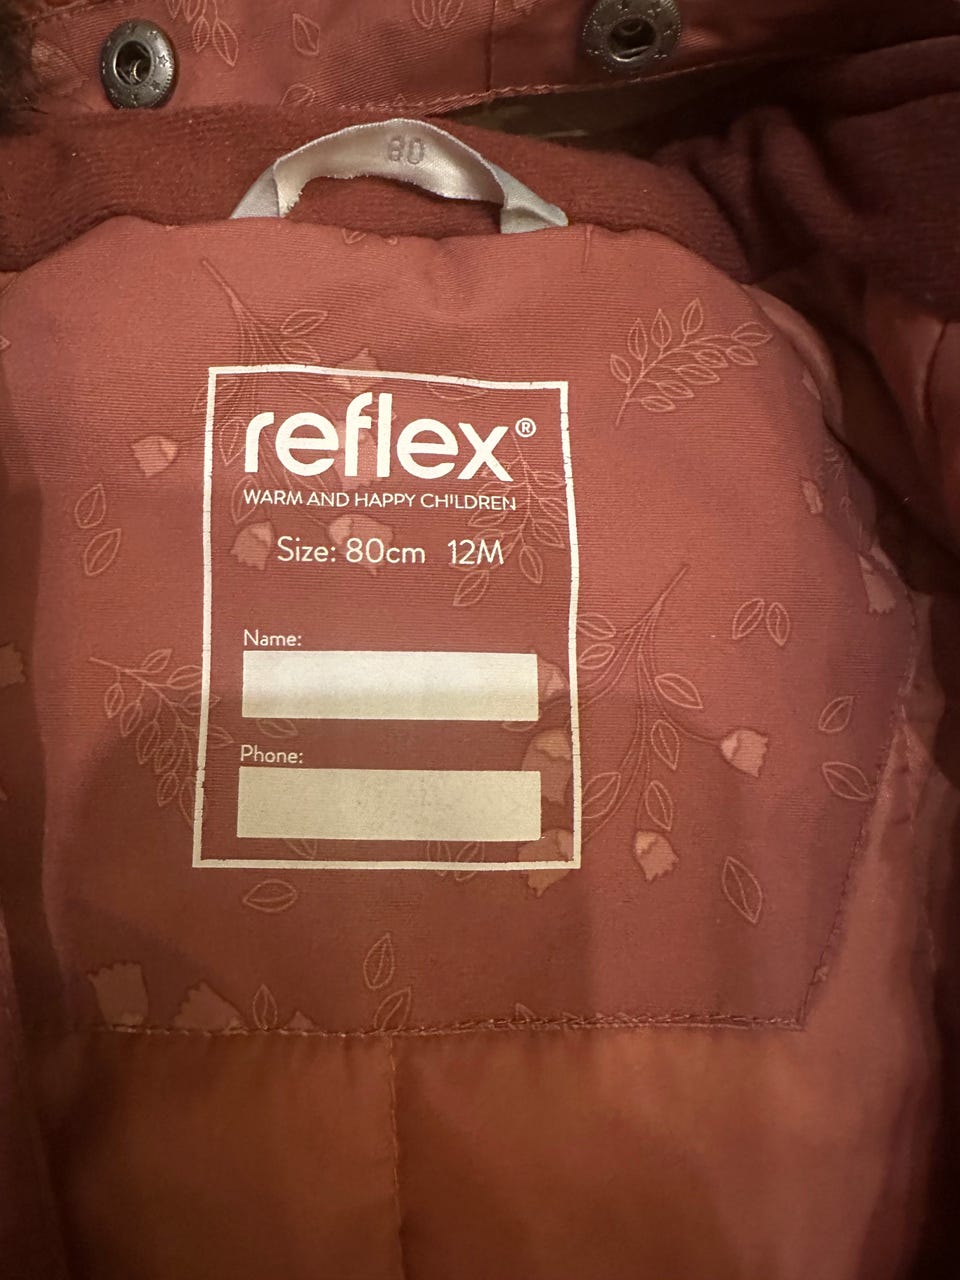 80
reflex®
WARM AND HAPPY CHILDREN
Size: 80cm 12M
Name:
Phone: